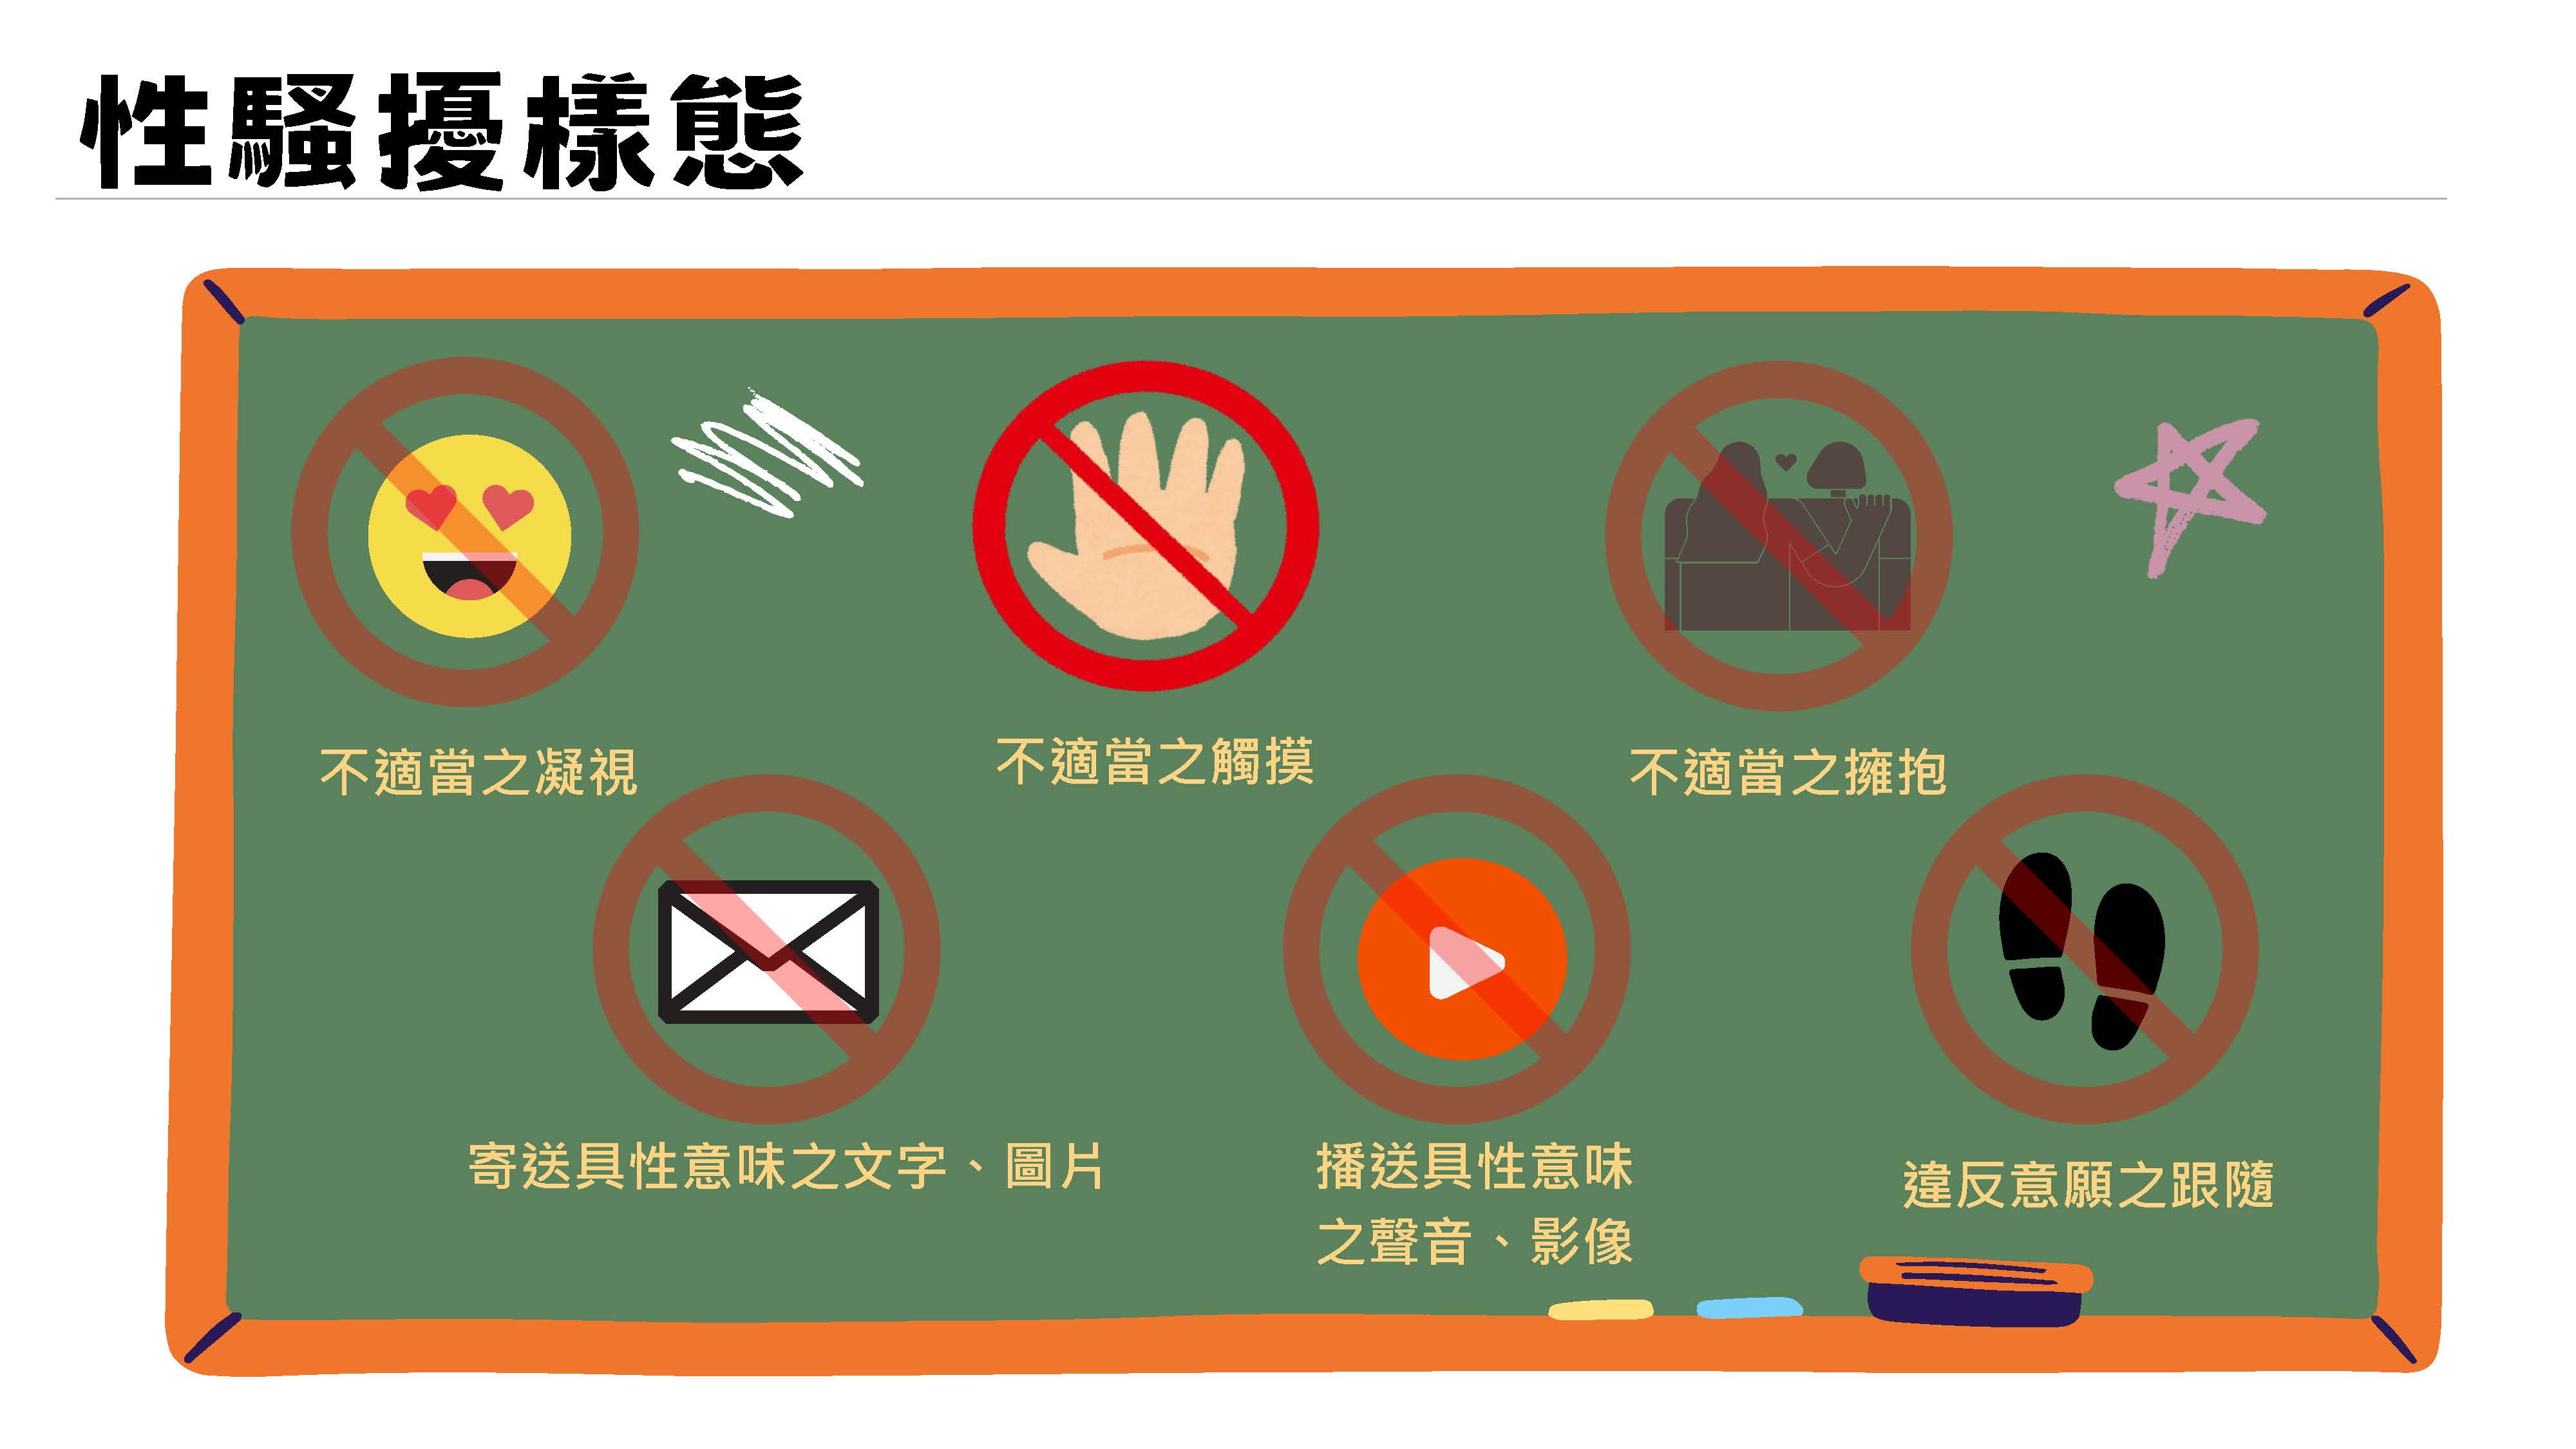 性騷擾樣態
不適當之凝視
不適當之觸摸
不適當之擁抱
寄送具性意味之文字、圖片
播送具性意味
之聲音、影像
違反意願之跟隨